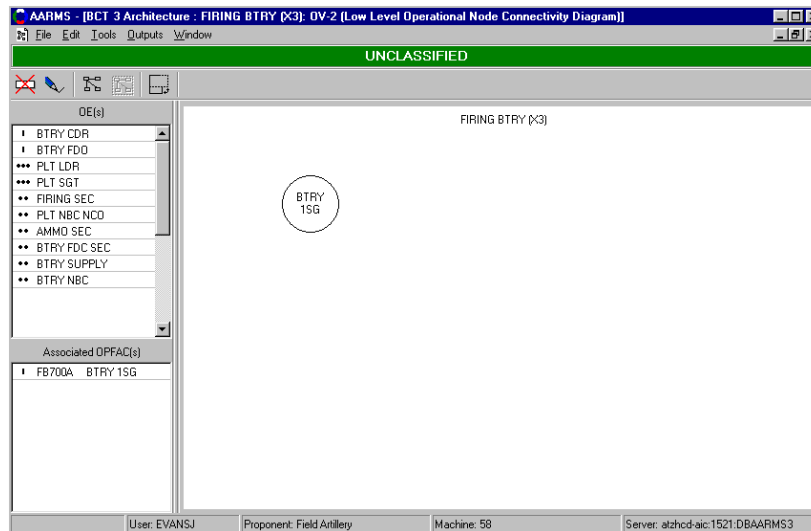 AARMS - [BCT 3 Architecture : FIRING BTRY (X3): OV-2 (Low Level Operational Node Connectivity Diagram)]
File Edit Tools Outputs Window
UNCLASSIFIED
OE(s)
BTRY CDR
BTRY FDO
PLT LDR
PLT SGT
FIRING SEC
PLT NBC NCO
AMMO SEC
BTRY FDC SEC
BTRY SUPPLY
BTRY NBC
Associated OPFAC(s)
FB700A BTRY 1SG
FIRING BTRY (X3)
BTRY
1SG
User: EVANSJ Proponent: Field Artillery Machine: 58 Server: atzhcd-aic:1521:DBAARMS3